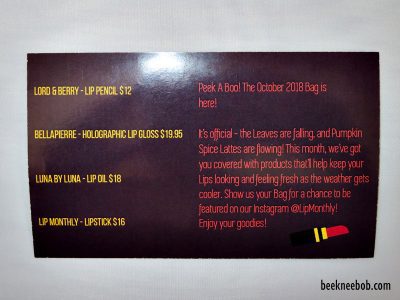 LORD & BERRY - LIP PENCIL $12
BELLAPIERRE - HOLOGRAPHIC LIP GLOSS $19.95
LUNA BY LUNA - LIP OIL $18
LIP MONTHLY - LIPSTICK $16
Peek A Boo! The October 2018 Bag is
here!
It's official - the Leaves are falling, and Pumpkin
Spice Lattes are flowing! This month, we've got
you covered with products that'll help keep your
Lips looking and feeling fresh as the weather gets
cooler. Show us your Bag for a chance to be
featured on our Instagram @LipMonthly!
Enjoy your goodies!
beekneebob.com